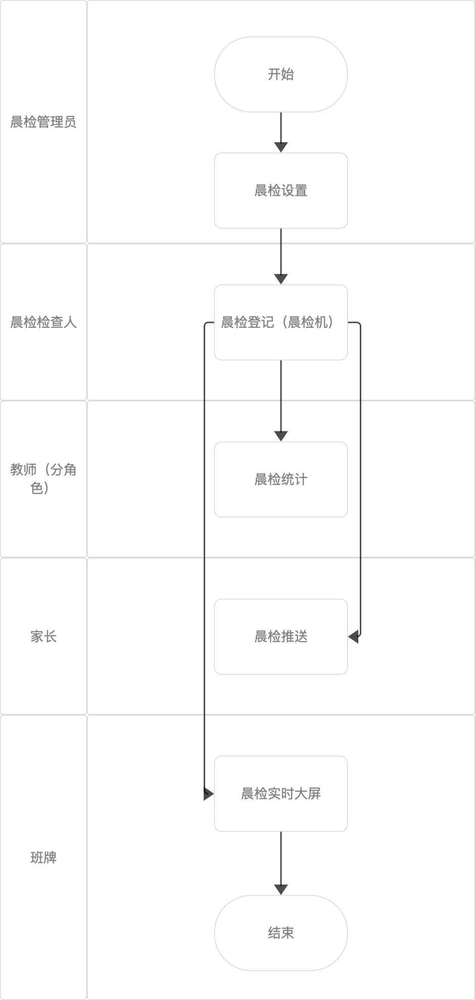 开始
晨检管理员
晨检设置
晨检检查人
晨检登记（晨检机）
教师（分角
色）
晨检统计
家长
晨检推送
晨检实时大屏
班牌
结束